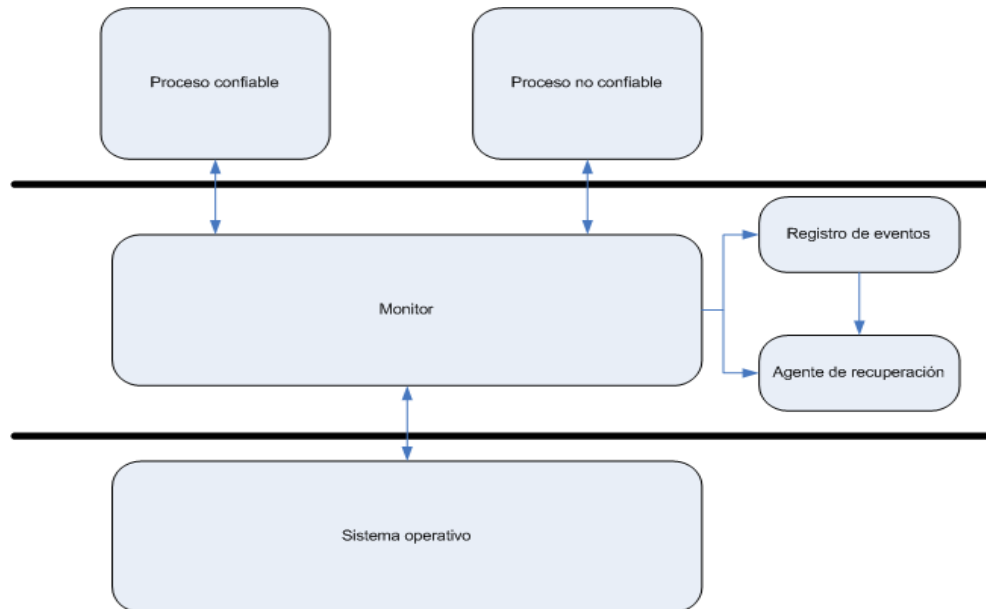 Proceso confiable
Proceso no confiable
Registro de eventos
Monitor
Agente de recuperación
Sistema operativo